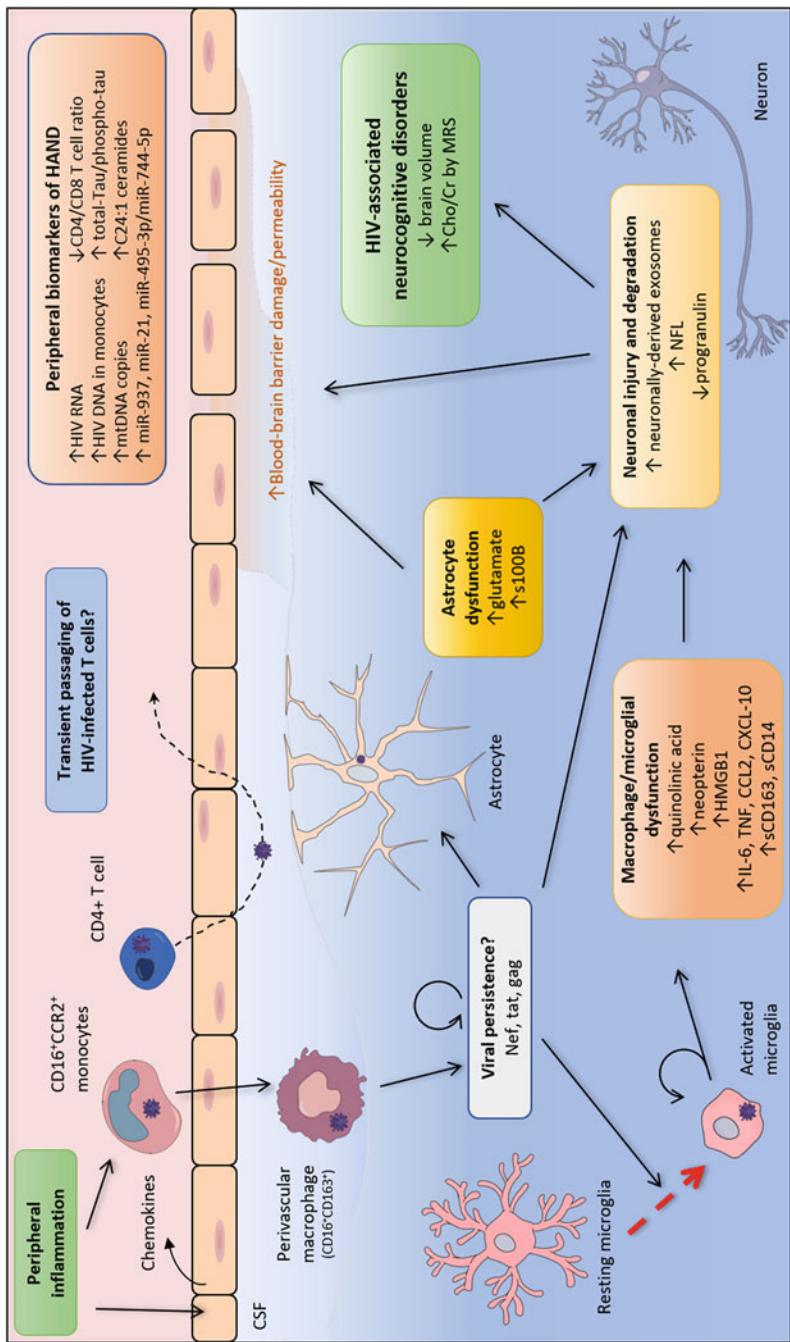 Peripheral
inflammation
Chemokines
CSF
CD16⁺CCR2⁺
monocytes
CD4+ T cell
Transient passaging of
HIV-infected T cells?
Peripheral biomarkers of HAND
↑HIV RNA
↓CD4/CD8 T cell ratio
↑HIV DNA in monocytes
↑ total-Tau/phospho-tau
↑mtDNA copies
↑C24:1 ceramides
↑ miR-937, miR-21, miR-495-3p/miR-744-5p
Perivascular
macrophage
(CD16⁺CD163⁺)
Astrocyte
↑Blood-brain barrier damage/permeability
Viral persistence?
Nef, tat, gag
Astrocyte
dysfunction
↑glutamate
↑s100B
HIV-associated
neurocognitive disorders
↓ brain volume
↑Cho/Cr by MRS
Resting microglia
Activated
microglia
Macrophage/microglial
dysfunction
↑quinolinic acid
↑neopterin
↑HMGB1
↑IL-6, TNF, CCL2, CXCL-10
↑sCD163, sCD14
Neuronal injury and degradation
↑ neuronally-derived exosomes
↑ NFL
↓progranulin
Neuron